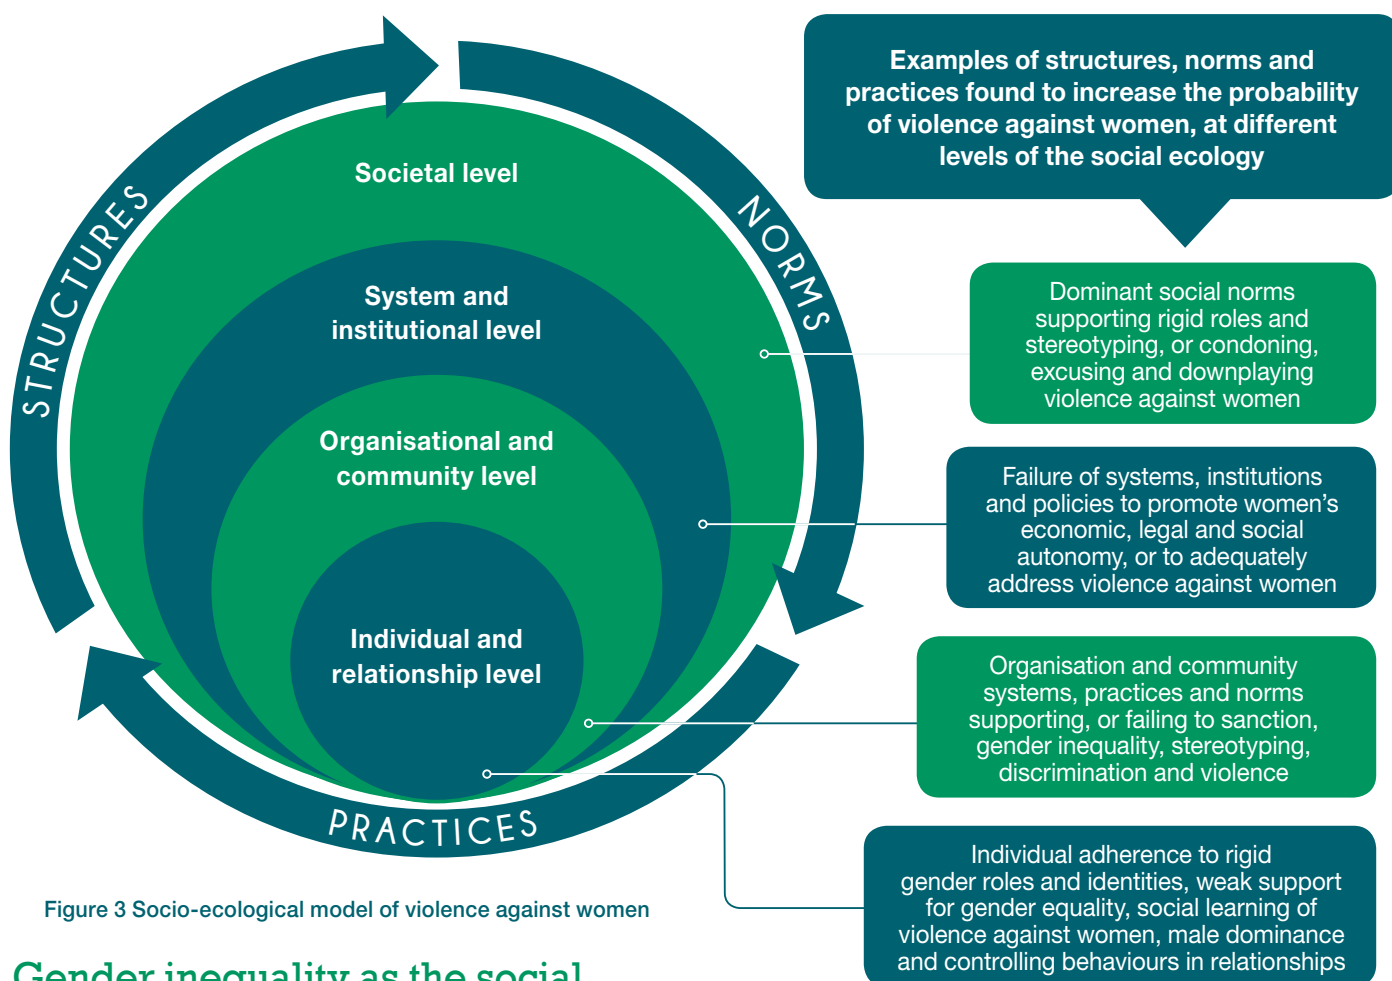 Examples of structures, norms and
practices found to increase the probability
of violence against women, at different
levels of the social ecology
STRUCTURES
NORMS
PRACTICES
Societal level
System and
institutional level
Organisational and
community level
Individual and
relationship level
Dominant social norms
supporting rigid roles and
stereotyping, or condoning,
excusing and downplaying
violence against women
Failure of systems, institutions
and policies to promote women’s
economic, legal and social
autonomy, or to adequately
address violence against women
Organisation and community
systems, practices and norms
supporting, or failing to sanction,
gender inequality, stereotyping,
discrimination and violence
Individual adherence to rigid
gender roles and identities, weak support
for gender equality, social learning of
violence against women, male dominance
and controlling behaviours in relationships
Figure 3 Socio-ecological model of violence against women
Gender inequality as the social